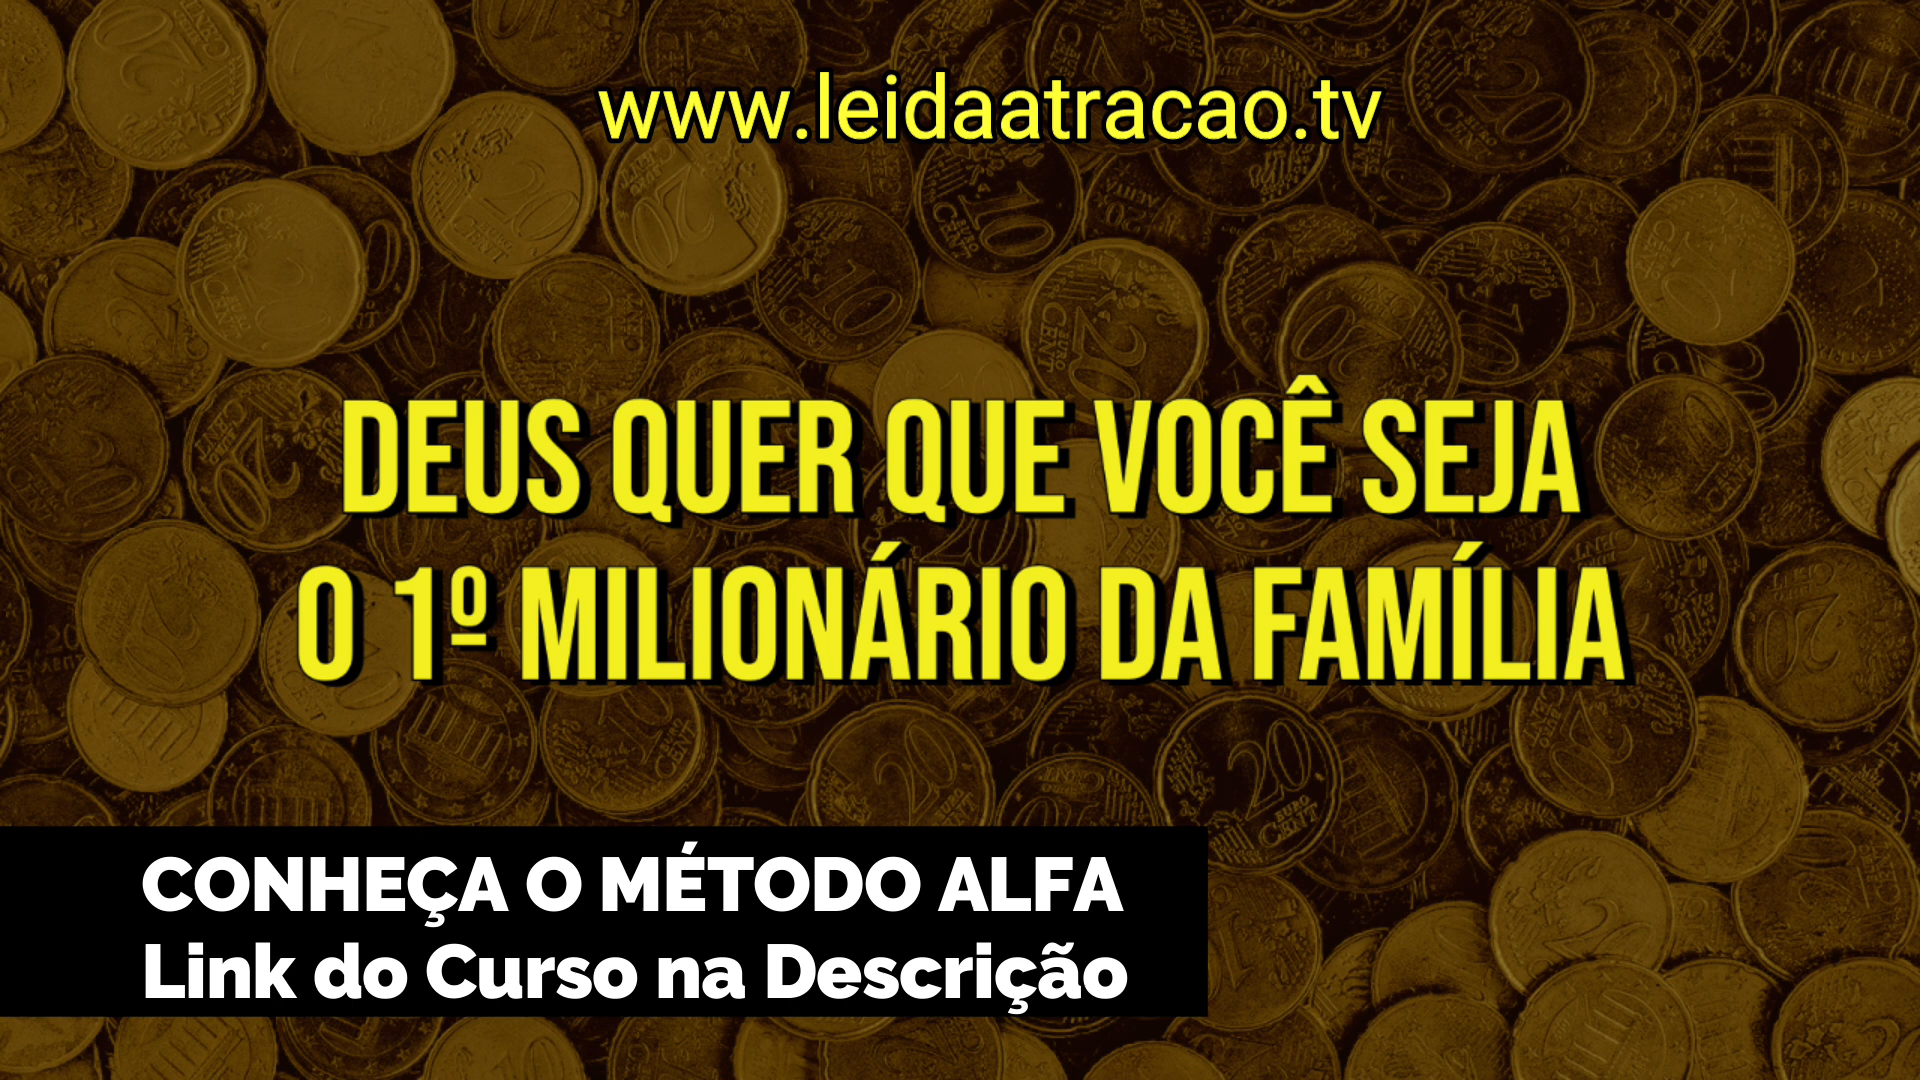 www.leidaatracao.tv
DEUS QUER QUE VOCÊ SEJA
O 1º MILIONÁRIO DA FAMÍLIA
CONHEÇA O MÉTODO ALFA
Link do Curso na Descrição